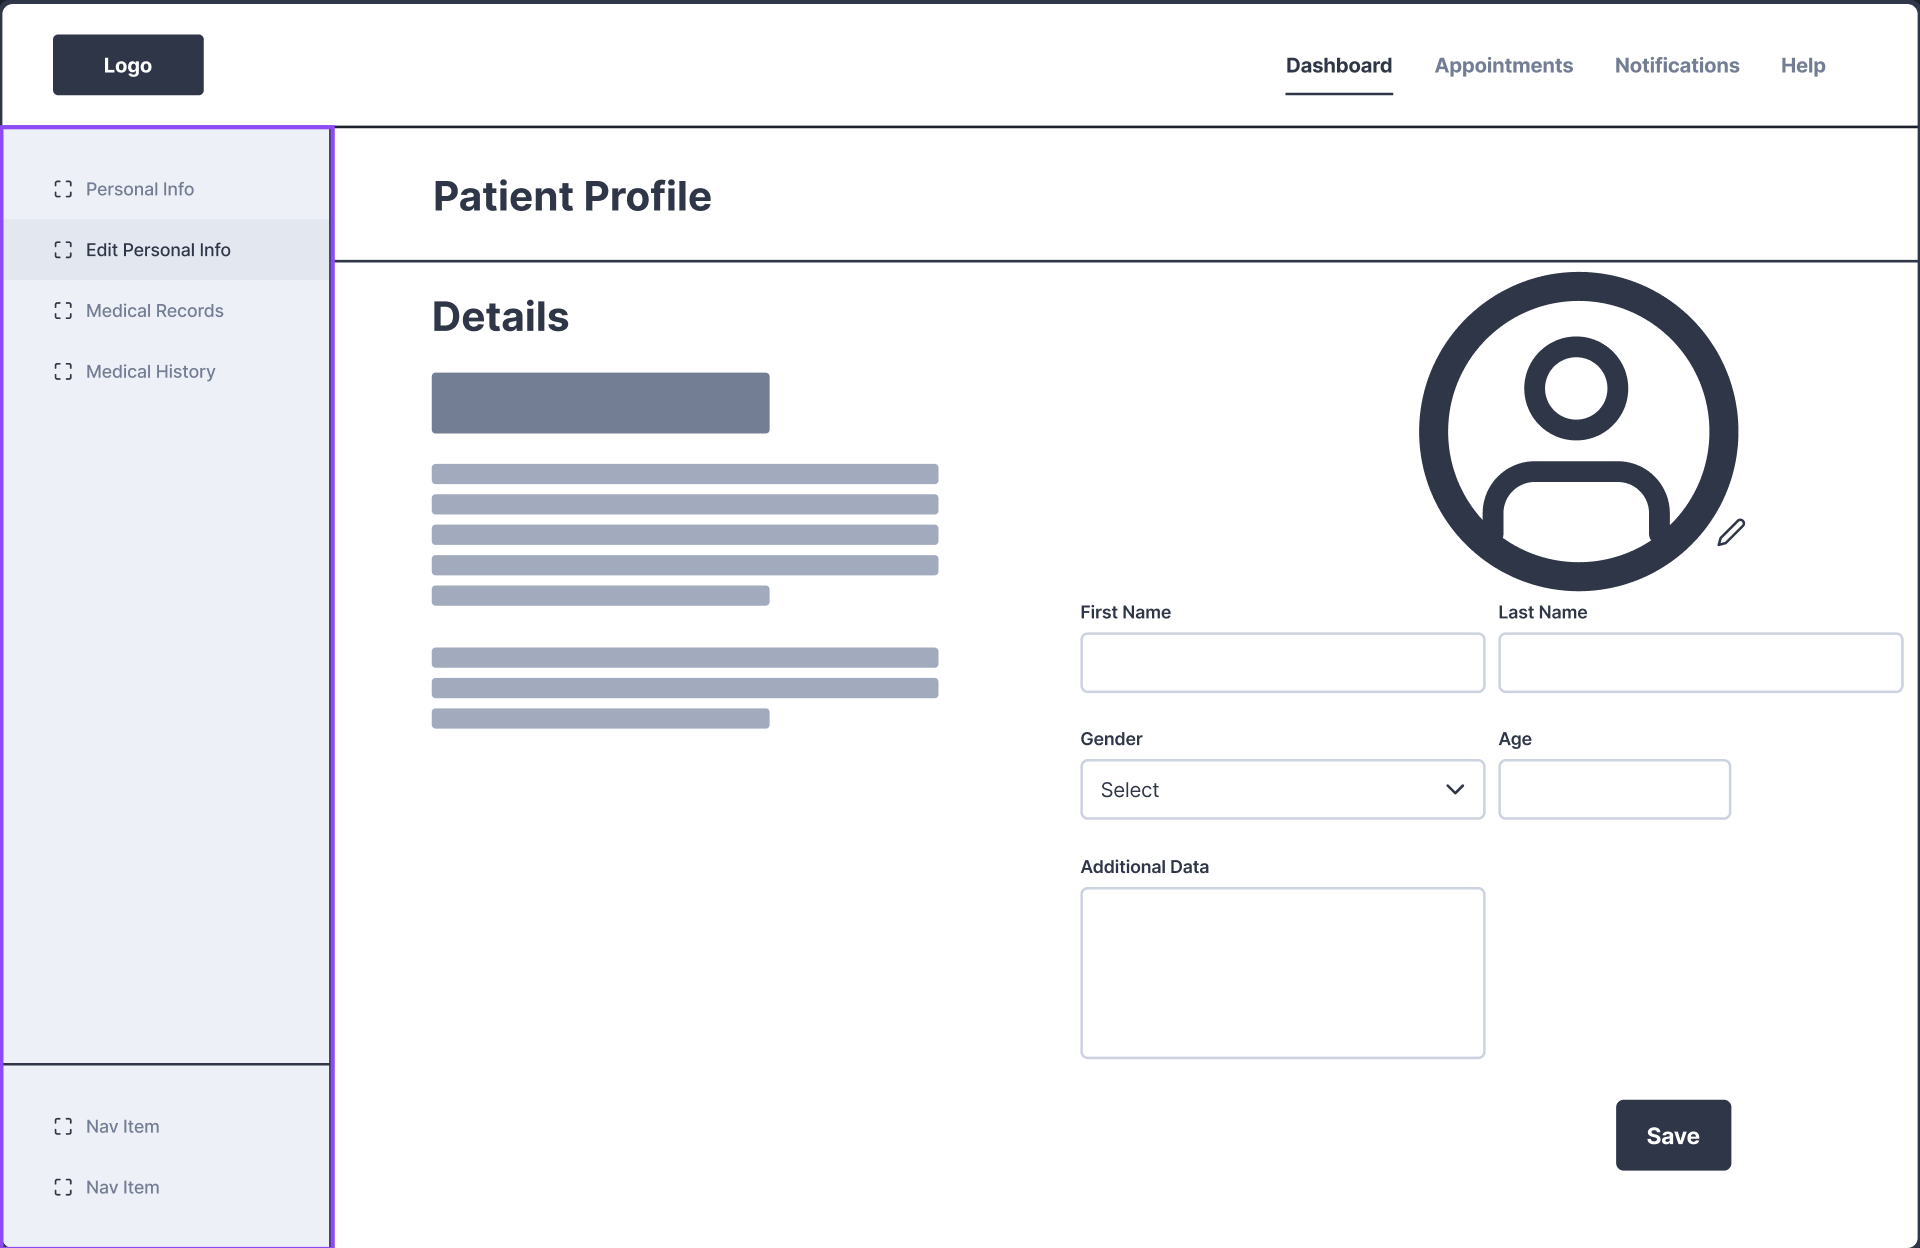 Logo
Dashboard
Appointments
Notifications
Help
Personal Info
Edit Personal Info
Medical Records
Medical History
Nav Item
Nav Item
Patient Profile
Details
First Name
Last Name
Gender
Age
Select
Additional Data
Save